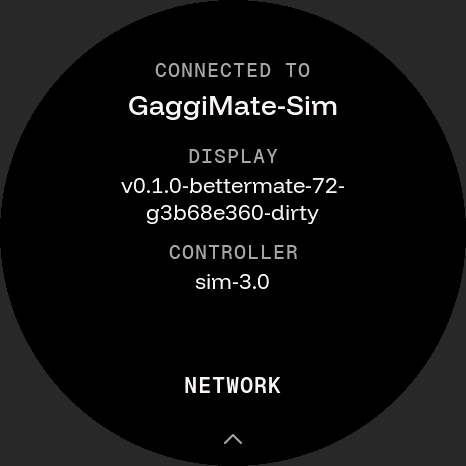 CONNECTED TO
GaggiMate-Sim
DISPLAY
v0.1.0-bettermate-72-
g3b68e360-dirty
CONTROLLER
sim-3.0
NETWORK